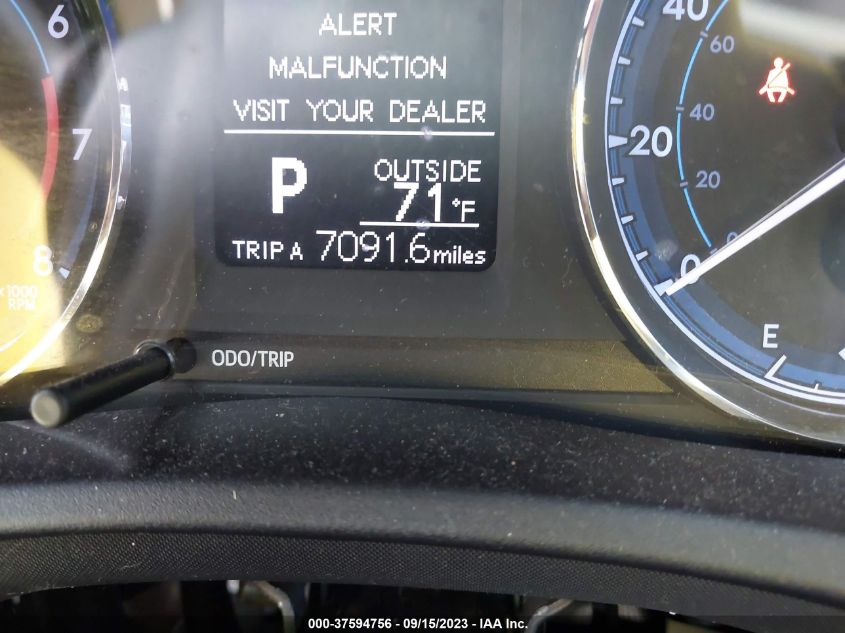 6
7
8
x1000
RPM
ALERT
MALFUNCTION
VISIT YOUR DEALER
P
OUTSIDE
71°F
TRIP A 7091.6 miles
ODO/TRIP
40
60
40
20
20
0
0
E
000-37594756 - 09/15/2023 - IAA Inc.